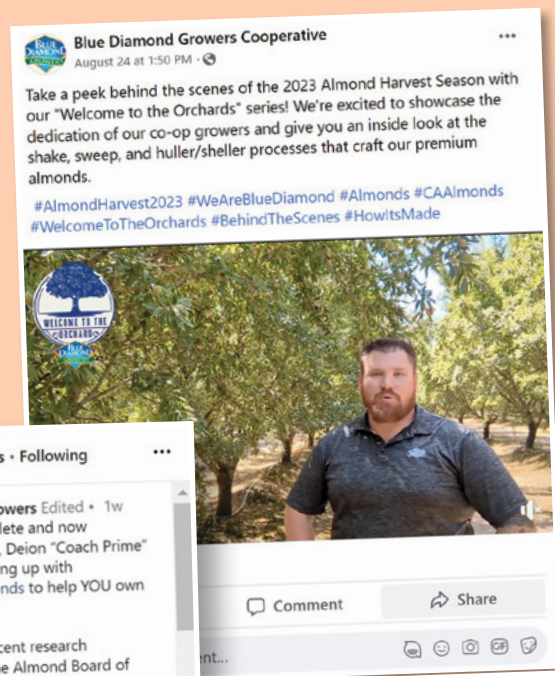 Blue Diamond Growers Cooperative
August 24 at 1:50 PM •
Take a peek behind the scenes of the 2023 Almond Harvest Season with
our "Welcome to the Orchards" series! We're excited to showcase the
dedication of our co-op growers and give you an inside look at the
shake, sweep, and huller/sheller processes that craft our premium
almonds.
#AlmondHarvest2023 #WeAreBlueDiamond #Almonds #CAAlmonds
#WelcomeToTheOrchards #BehindTheScenes #HowItsMade
WELCOME TO THE
ORCHARD
BLUE
DIAMOND
s • Following
owers Edited • 1w
lete and now
, Deion "Coach Prime"
ng up with
nds to help YOU own
cent research
e Almond Board of
Comment
Share
nt...
GIF